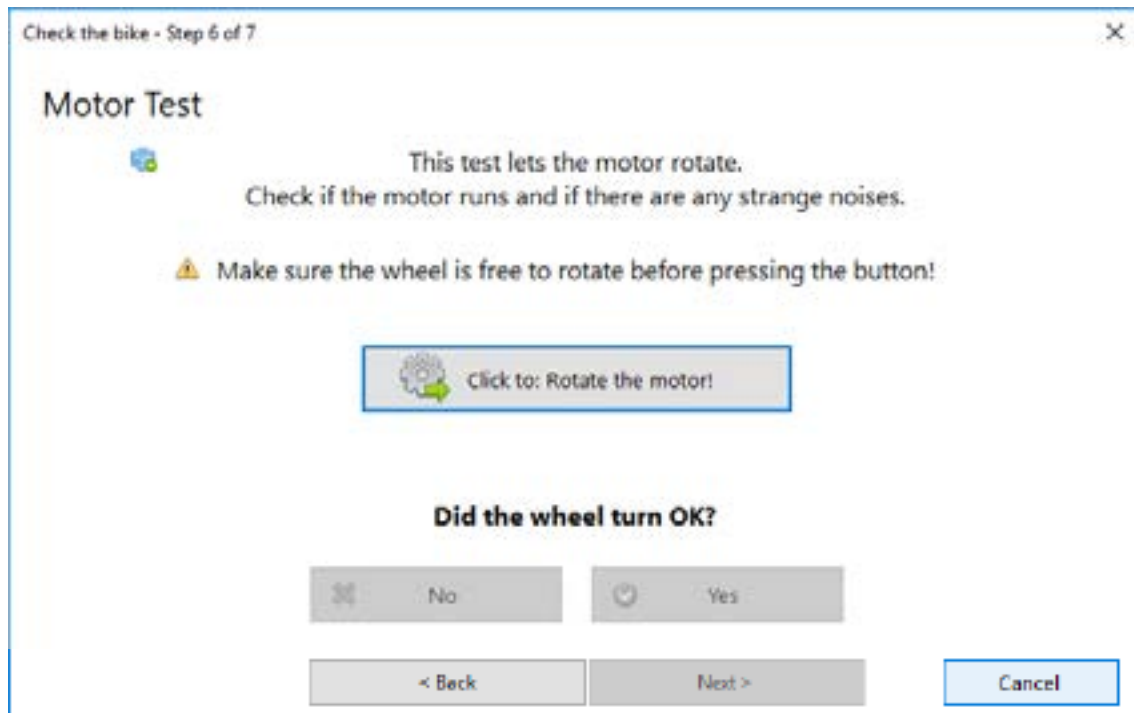 Check the bike - Step 6 of 7
Motor Test
This test lets the motor rotate.
Check if the motor runs and if there are any strange noises.
Make sure the wheel is free to rotate before pressing the button!
Click to: Rotate the motor!
Did the wheel turn OK?
No
Yes
< Back
Next >
Cancel